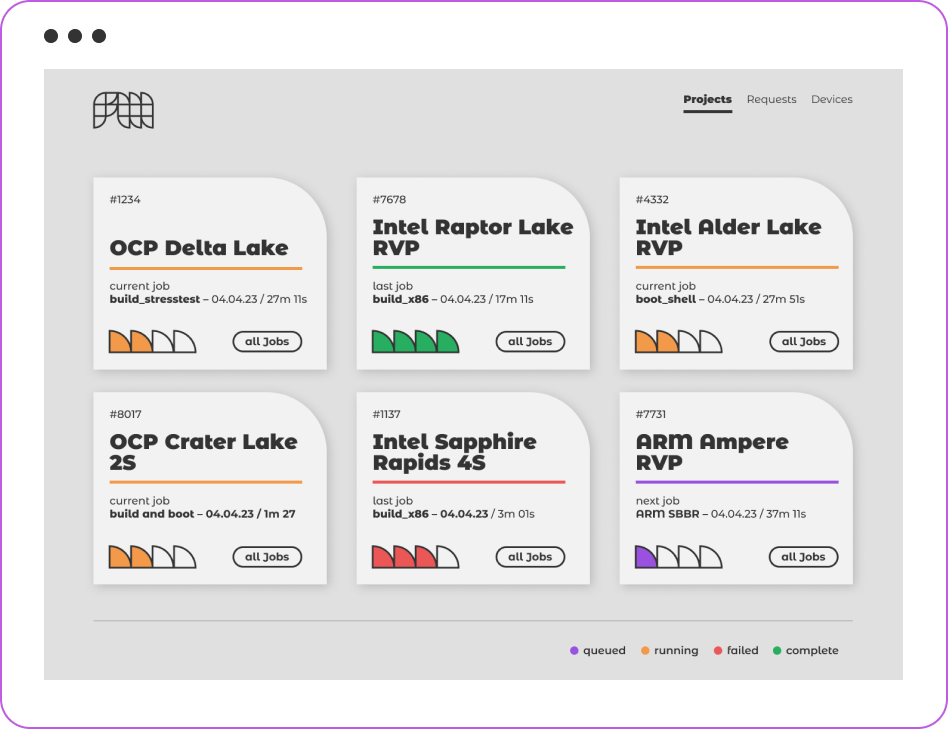 Projects Requests Devices
#1234
OCP Delta Lake
current job
build_stresstest – 04.04.23 / 27m 11s
all Jobs
#7678
Intel Raptor Lake
RVP
last job
build_x86 – 04.04.23 / 17m 11s
all Jobs
#4332
Intel Alder Lake
RVP
current job
boot_shell – 04.04.23 / 27m 51s
all Jobs
#8017
OCP Crater Lake
2S
current job
build and boot – 04.04.23 / 1m 27
all Jobs
#1137
Intel Sapphire
Rapids 4S
last job
build_x86 – 04.04.23 / 3m 01s
all Jobs
#7731
ARM Ampere
RVP
next job
ARM SBBR – 04.04.23 / 37m 11s
all Jobs
queued running failed complete